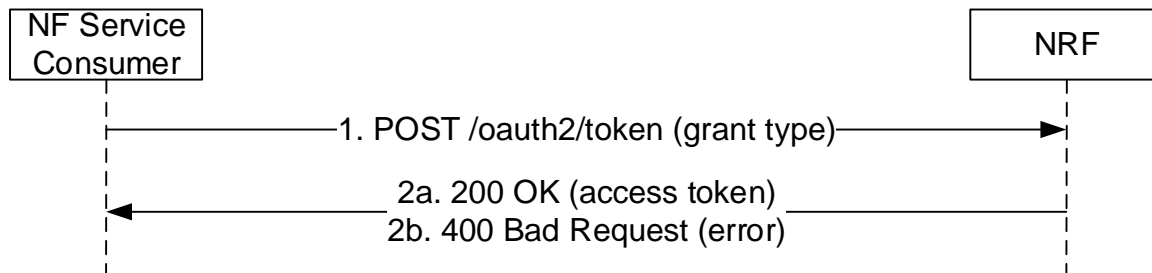 NF Service
Consumer
NRF
1. POST /oauth2/token (grant type)
2a. 200 OK (access token)
2b. 400 Bad Request (error)